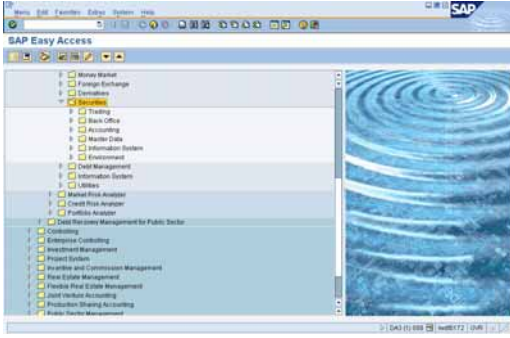 Menu Edit Favorites Extras System Help
SAP
SAP Easy Access
Money Market
Foreign Exchange
Derivatives
Securities
Trading
Back Office
Accounting
Master Data
Information System
Environment
Debt Management
Information System
Utilities
Market Risk Analyzer
Credit Risk Analyzer
Portfolio Analyzer
Debt Recovery Management for Public Sector
Controlling
Enterprise Controlling
Investment Management
Project System
Incentive and Commission Management
Real Estate Management
Flexible Real Estate Management
Joint Venture Accounting
Production Sharing Accounting
Public Sector Management
OVR